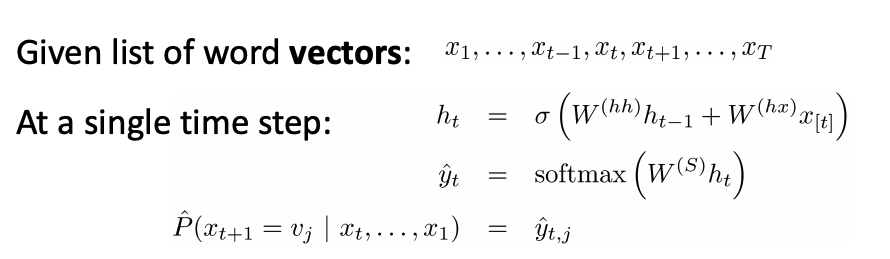 Given list of word vectors: x_1, . . . , x_{t−1}, x_t, x_{t+1}, . . . , x_T
At a single time step: h_t = σ(W^{(hh)} h_{t−1} + W^{(hx)} x_{[t]})
ŷ_t = softmax(W^{(S)} h_t)
P̂(x_{t+1} = v_j | x_t, . . . , x_1) = ŷ_{t,j}